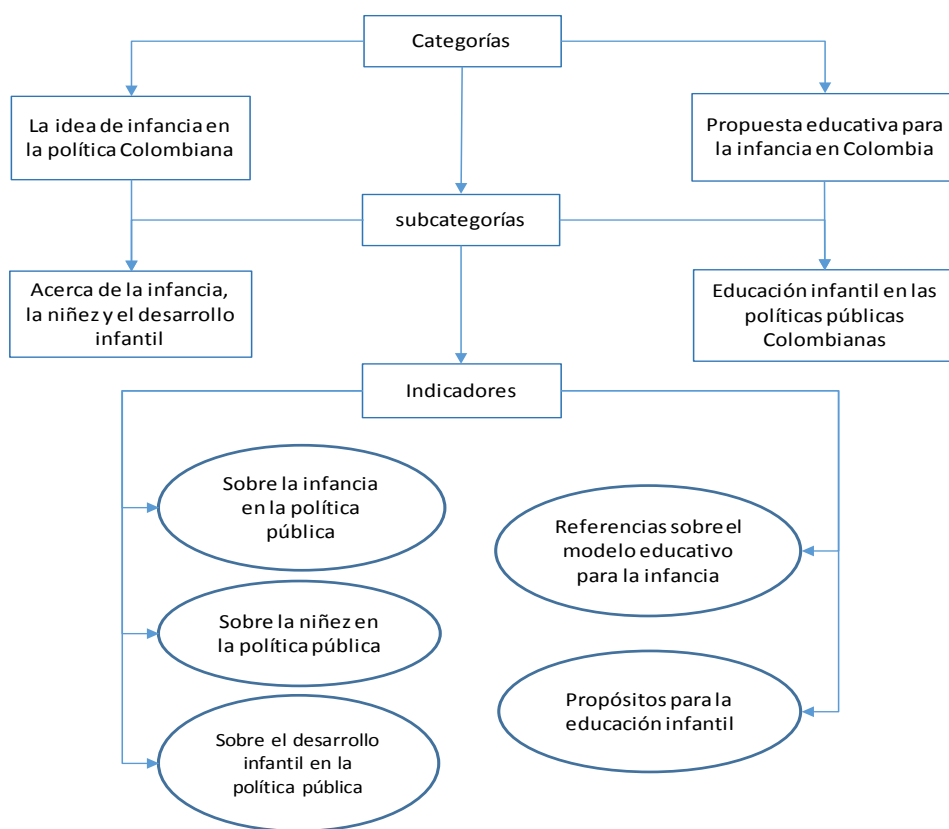 Categorías
La idea de infancia en
la política Colombiana
Propuesta educativa para
la infancia en Colombia
subcategorías
Acerca de la infancia,
la niñez y el desarrollo
infantil
Educación infantil en las
políticas públicas
Colombianas
Indicadores
Sobre la infancia
en la política
pública
Sobre la niñez en
la política pública
Sobre el desarrollo
infantil en la
política pública
Referencias sobre el
modelo educativo
para la infancia
Propósitos para la
educación infantil